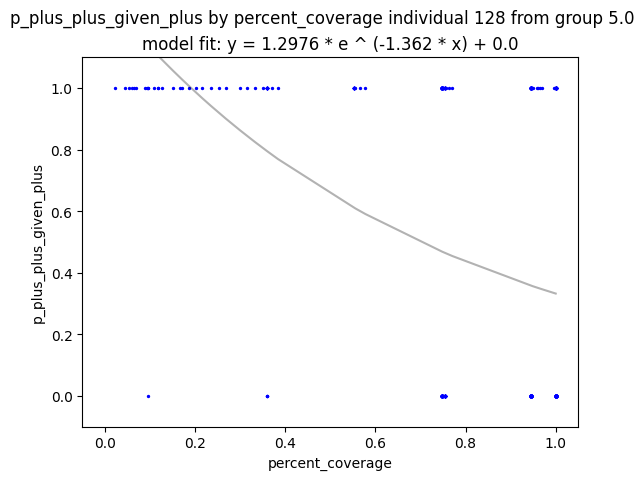 p_plus_plus_given_plus by percent_coverage individual 128 from group 5.0
model fit: y = 1.2976 * e ^ (-1.362 * x) + 0.0
1.0
0.8
0.6
0.4
0.2
0.0
p_plus_plus_given_plus
0.0 0.2 0.4 0.6 0.8 1.0
percent_coverage